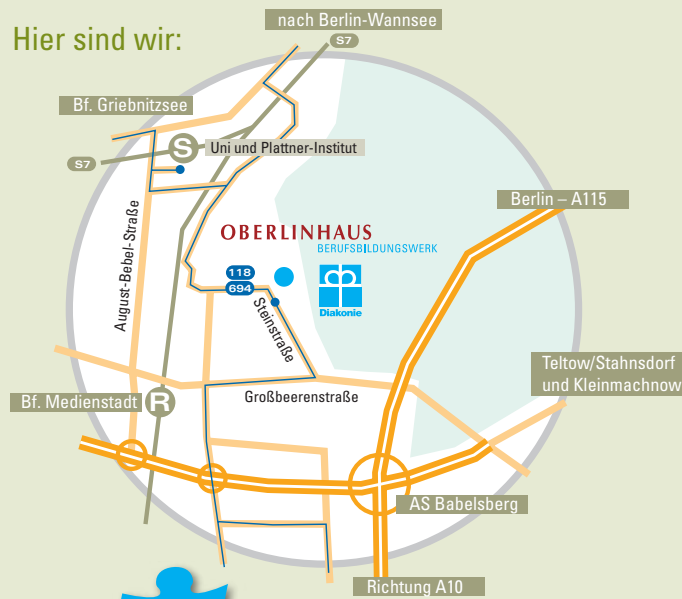 nach Berlin-Wannsee
Hier sind wir:
S7
Bf. Griebnitzsee
S
Uni und Plattner-Institut
S7
Berlin – A115
August-Bebel-Straße
OBERLINHAUS
BERUFSBILDUNGSWERK
118
694
Diakonie
Steinstraße
Teltow/Stahnsdorf
und Kleinmachnow
Großbeerenstraße
Bf. Medienstadt
R
AS Babelsberg
Richtung A10